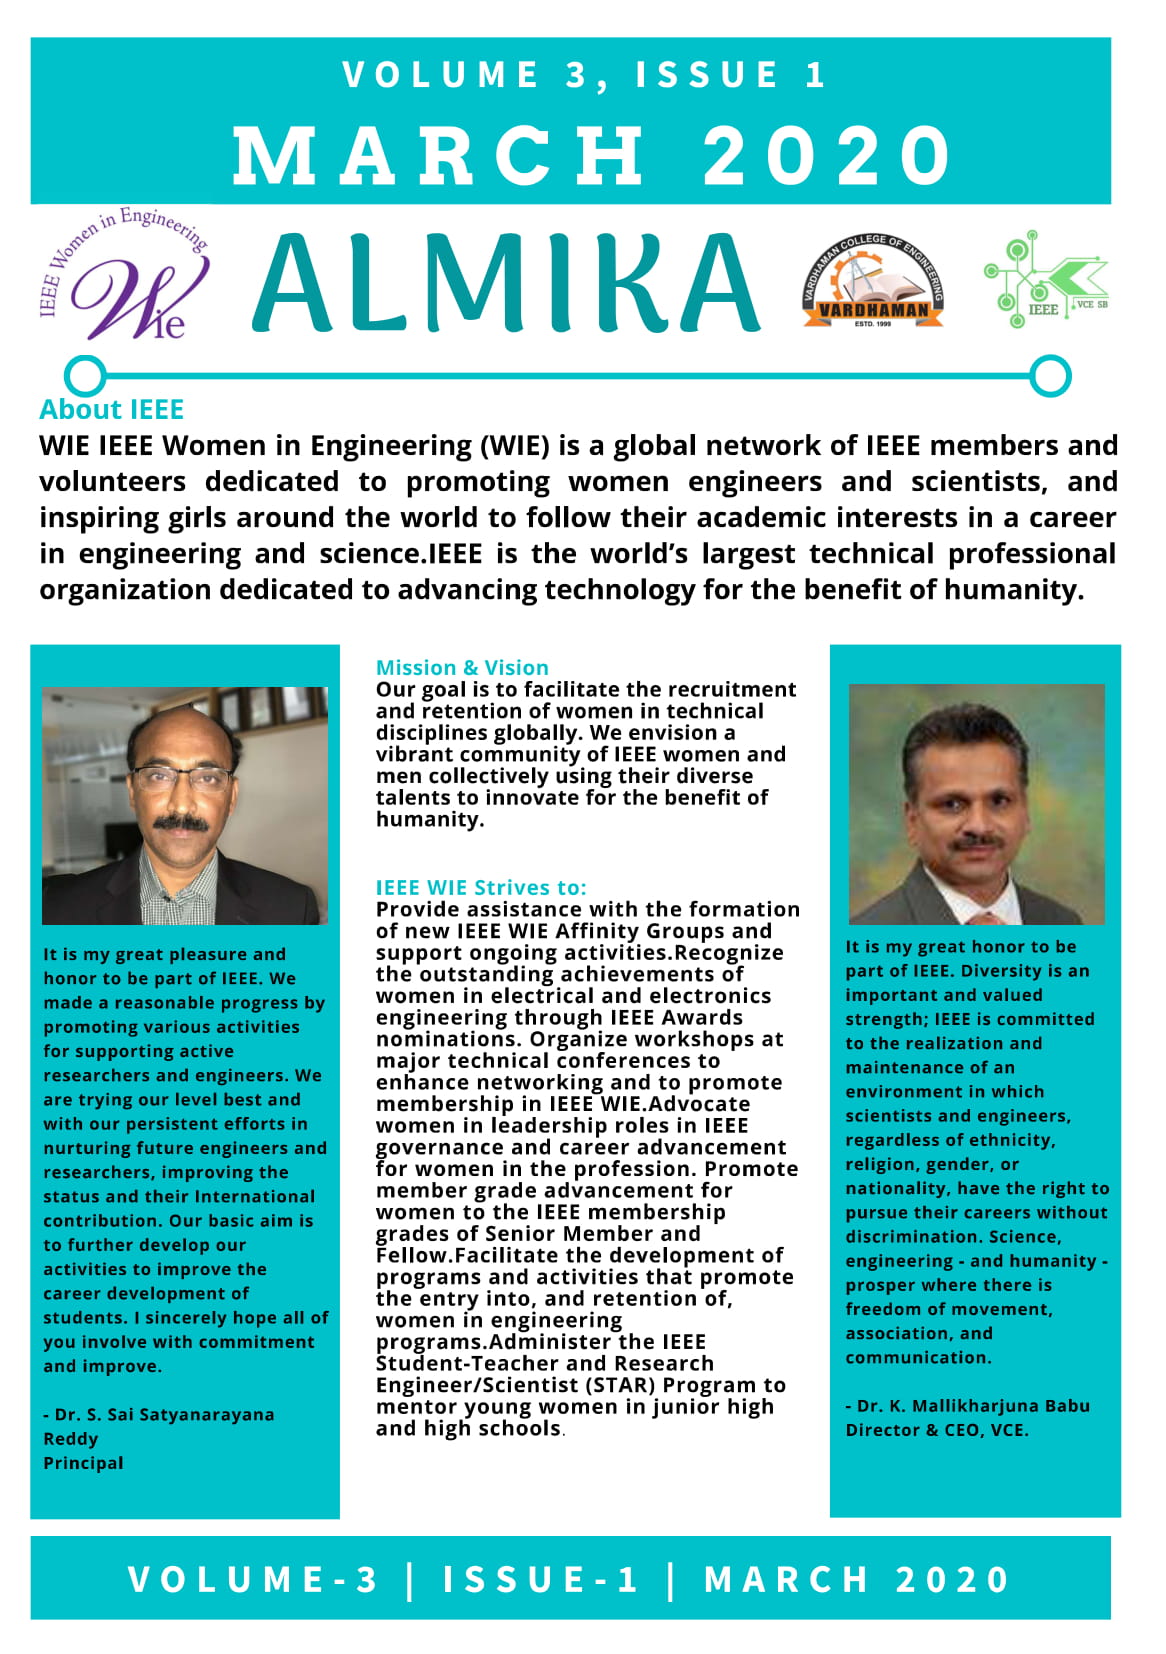 VOLUME 3, ISSUE 1
MARCH 2020
IEEE Women in Engineering
Wie
ALMIKA
VARDHAMAN COLLEGE OF ENGINEERING
VARDHAMAN
ESTD. 1999
IEEE
VCE SB
About IEEE
WIE IEEE Women in Engineering (WIE) is a global network of IEEE members and
volunteers dedicated to promoting women engineers and scientists, and
inspiring girls around the world to follow their academic interests in a career
in engineering and science.IEEE is the world’s largest technical professional
organization dedicated to advancing technology for the benefit of humanity.
It is my great pleasure and
honor to be part of IEEE. We
made a reasonable progress by
promoting various activities
for supporting active
researchers and engineers. We
are trying our level best and
with our persistent efforts in
nurturing future engineers and
researchers, improving the
status and their International
contribution. Our basic aim is
to further develop our
activities to improve the
career development of
students. I sincerely hope all of
you involve with commitment
and improve.
- Dr. S. Sai Satyanarayana
Reddy
Principal
Mission & Vision
Our goal is to facilitate the recruitment
and retention of women in technical
disciplines globally. We envision a
vibrant community of IEEE women and
men collectively using their diverse
talents to innovate for the benefit of
humanity.
IEEE WIE Strives to:
Provide assistance with the formation
of new IEEE WIE Affinity Groups and
support ongoing activities.Recognize
the outstanding achievements of
women in electrical and electronics
engineering through IEEE Awards
nominations. Organize workshops at
major technical conferences to
enhance networking and to promote
membership in IEEE WIE.Advocate
women in leadership roles in IEEE
governance and career advancement
for women in the profession. Promote
member grade advancement for
women to the IEEE membership
grades of Senior Member and
Fellow.Facilitate the development of
programs and activities that promote
the entry into, and retention of,
women in engineering
programs.Administer the IEEE
Student-Teacher and Research
Engineer/Scientist (STAR) Program to
mentor young women in junior high
and high schools.
It is my great honor to be
part of IEEE. Diversity is an
important and valued
strength; IEEE is committed
to the realization and
maintenance of an
environment in which
scientists and engineers,
regardless of ethnicity,
religion, gender, or
nationality, have the right to
pursue their careers without
discrimination. Science,
engineering - and humanity -
prosper where there is
freedom of movement,
association, and
communication.
- Dr. K. Mallikharjuna Babu
Director & CEO, VCE.
VOLUME-3 | ISSUE-1 | MARCH 2020